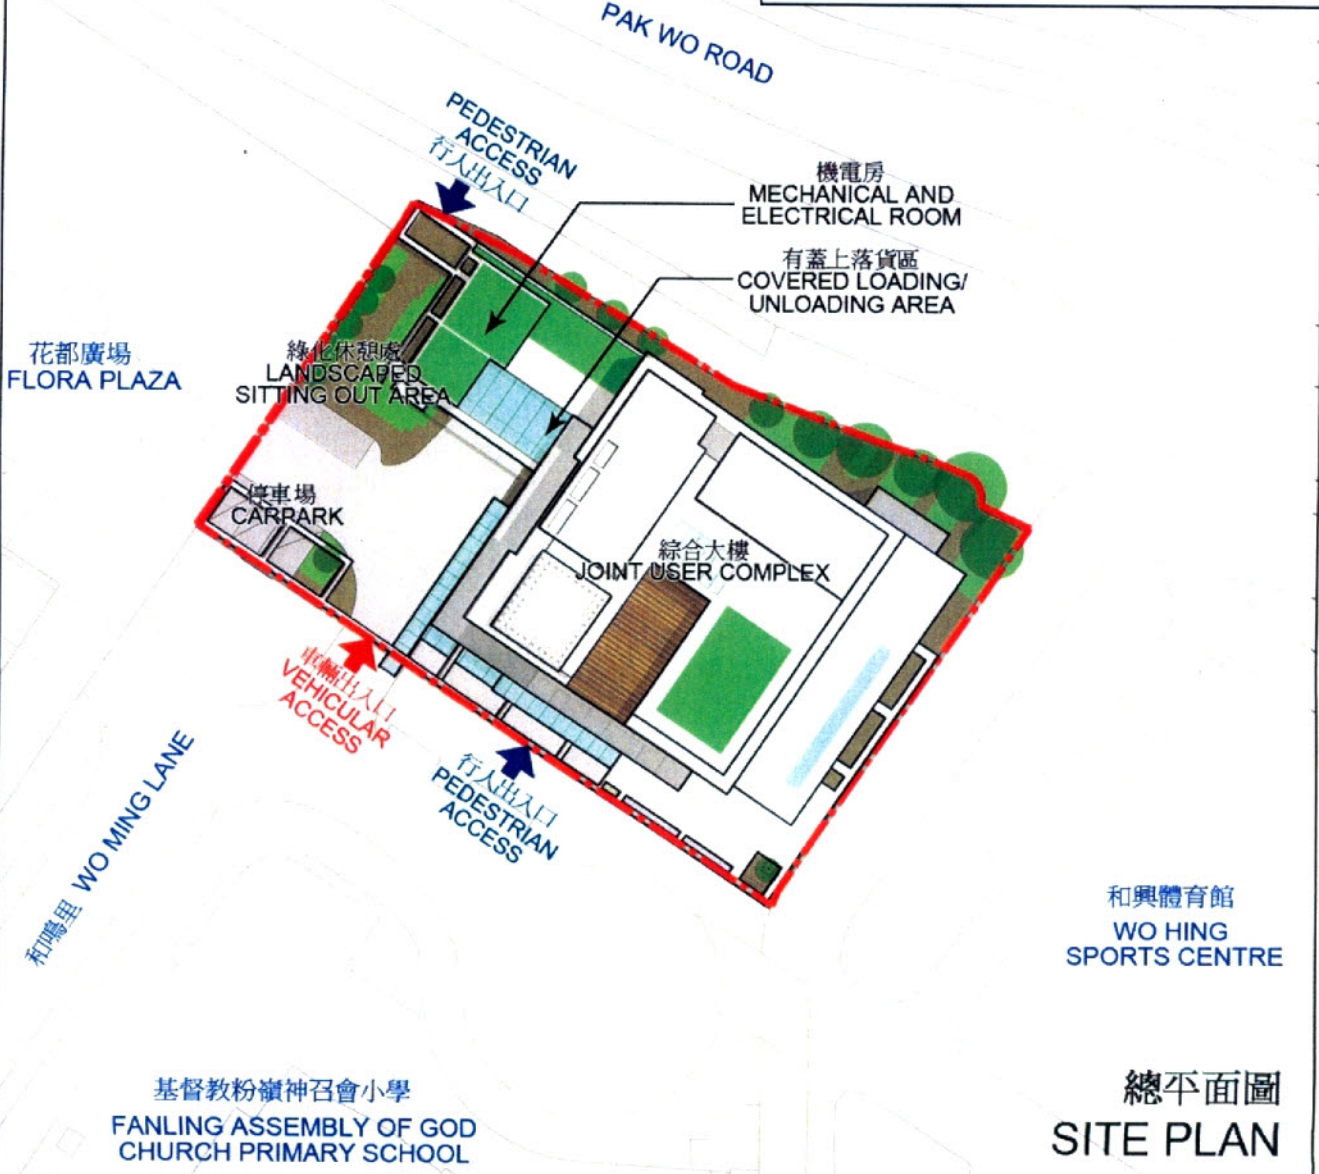 PAK WO ROAD
PEDESTRIAN
ACCESS
行人出入口
機電房
MECHANICAL AND
ELECTRICAL ROOM
有蓋上落貨區
COVERED LOADING/
UNLOADING AREA
花都廣場
FLORA PLAZA
綠化休憩處
LANDSCAPED
SITTING OUT AREA
停車場
CARPARK
綜合大樓
JOINT USER COMPLEX
車輛出入口
VEHICULAR
ACCESS
行人出入口
PEDESTRIAN
ACCESS
和鳴里 WO MING LANE
和興體育館
WO HING
SPORTS CENTRE
基督教粉嶺神召會小學
FANLING ASSEMBLY OF GOD
CHURCH PRIMARY SCHOOL
總平面圖
SITE PLAN